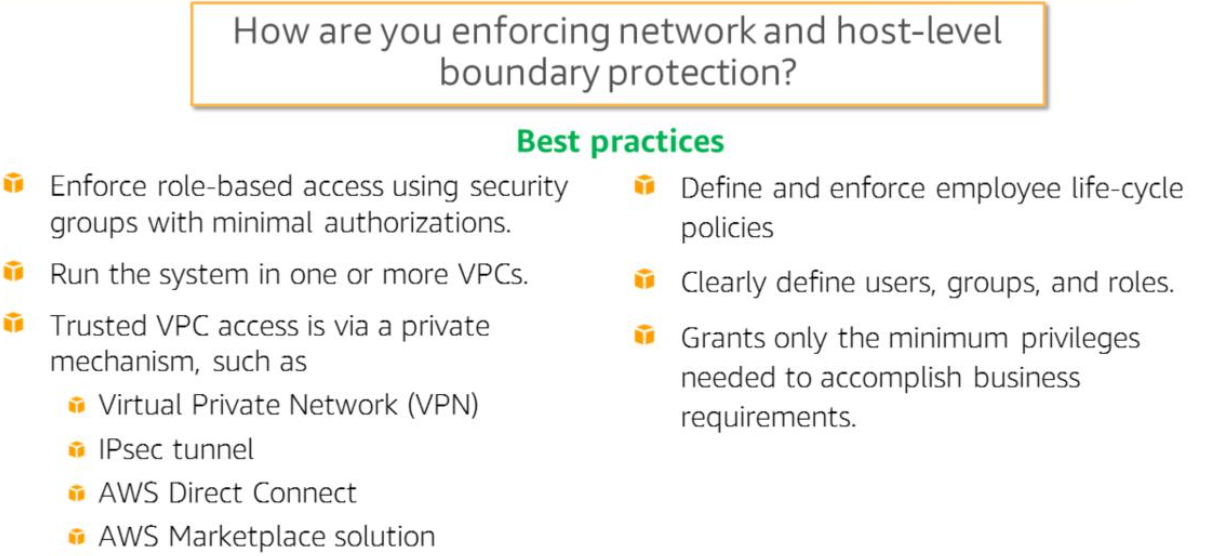 How are you enforcing network and host-level
boundary protection?
Best practices
Enforce role-based access using security
groups with minimal authorizations.
Run the system in one or more VPCs.
Trusted VPC access is via a private
mechanism, such as
Virtual Private Network (VPN)
IPsec tunnel
AWS Direct Connect
AWS Marketplace solution
Define and enforce employee life-cycle
policies
Clearly define users, groups, and roles.
Grants only the minimum privileges
needed to accomplish business
requirements.